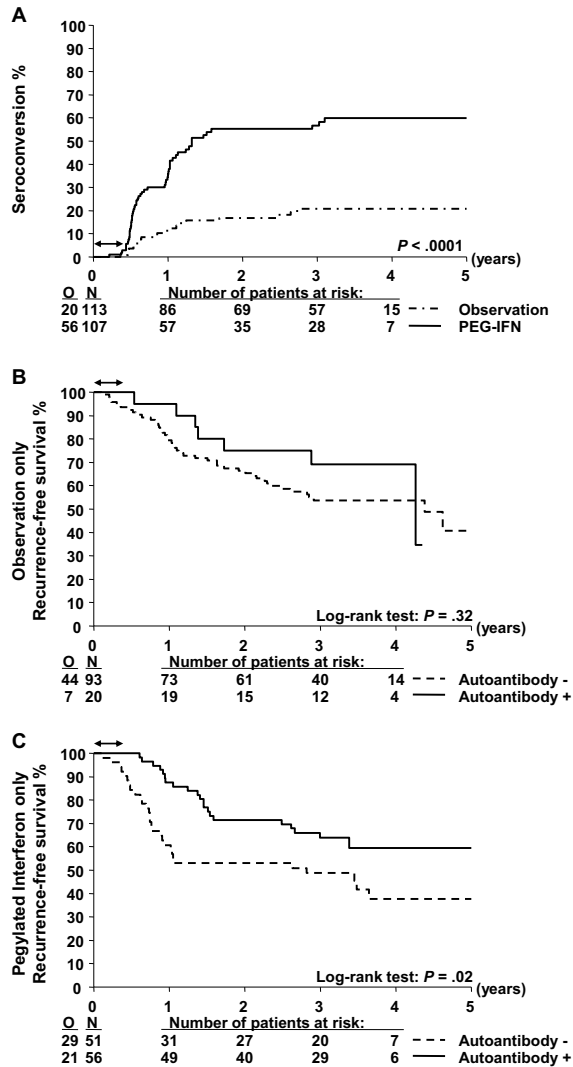 A
100
90
80
70
60
50
40
30
20
10
0
Seroconversion %
P < .0001
0 1 2 3 4 5 (years)
O N Number of patients at risk:
20 113 86 69 57 15 Observation
56 107 57 35 28 7 PEG-IFN
B
100
90
80
70
60
50
40
30
20
10
0
Observation only
Recurrence-free survival %
Log-rank test: P = .32
0 1 2 3 4 5 (years)
O N Number of patients at risk:
44 93 73 61 40 14 Autoantibody -
7 20 19 15 12 4 Autoantibody +
C
100
90
80
70
60
50
40
30
20
10
0
Pegylated Interferon only
Recurrence-free survival %
Log-rank test: P = .02
0 1 2 3 4 5 (years)
O N Number of patients at risk:
29 51 31 27 20 7 Autoantibody -
21 56 49 40 29 6 Autoantibody +